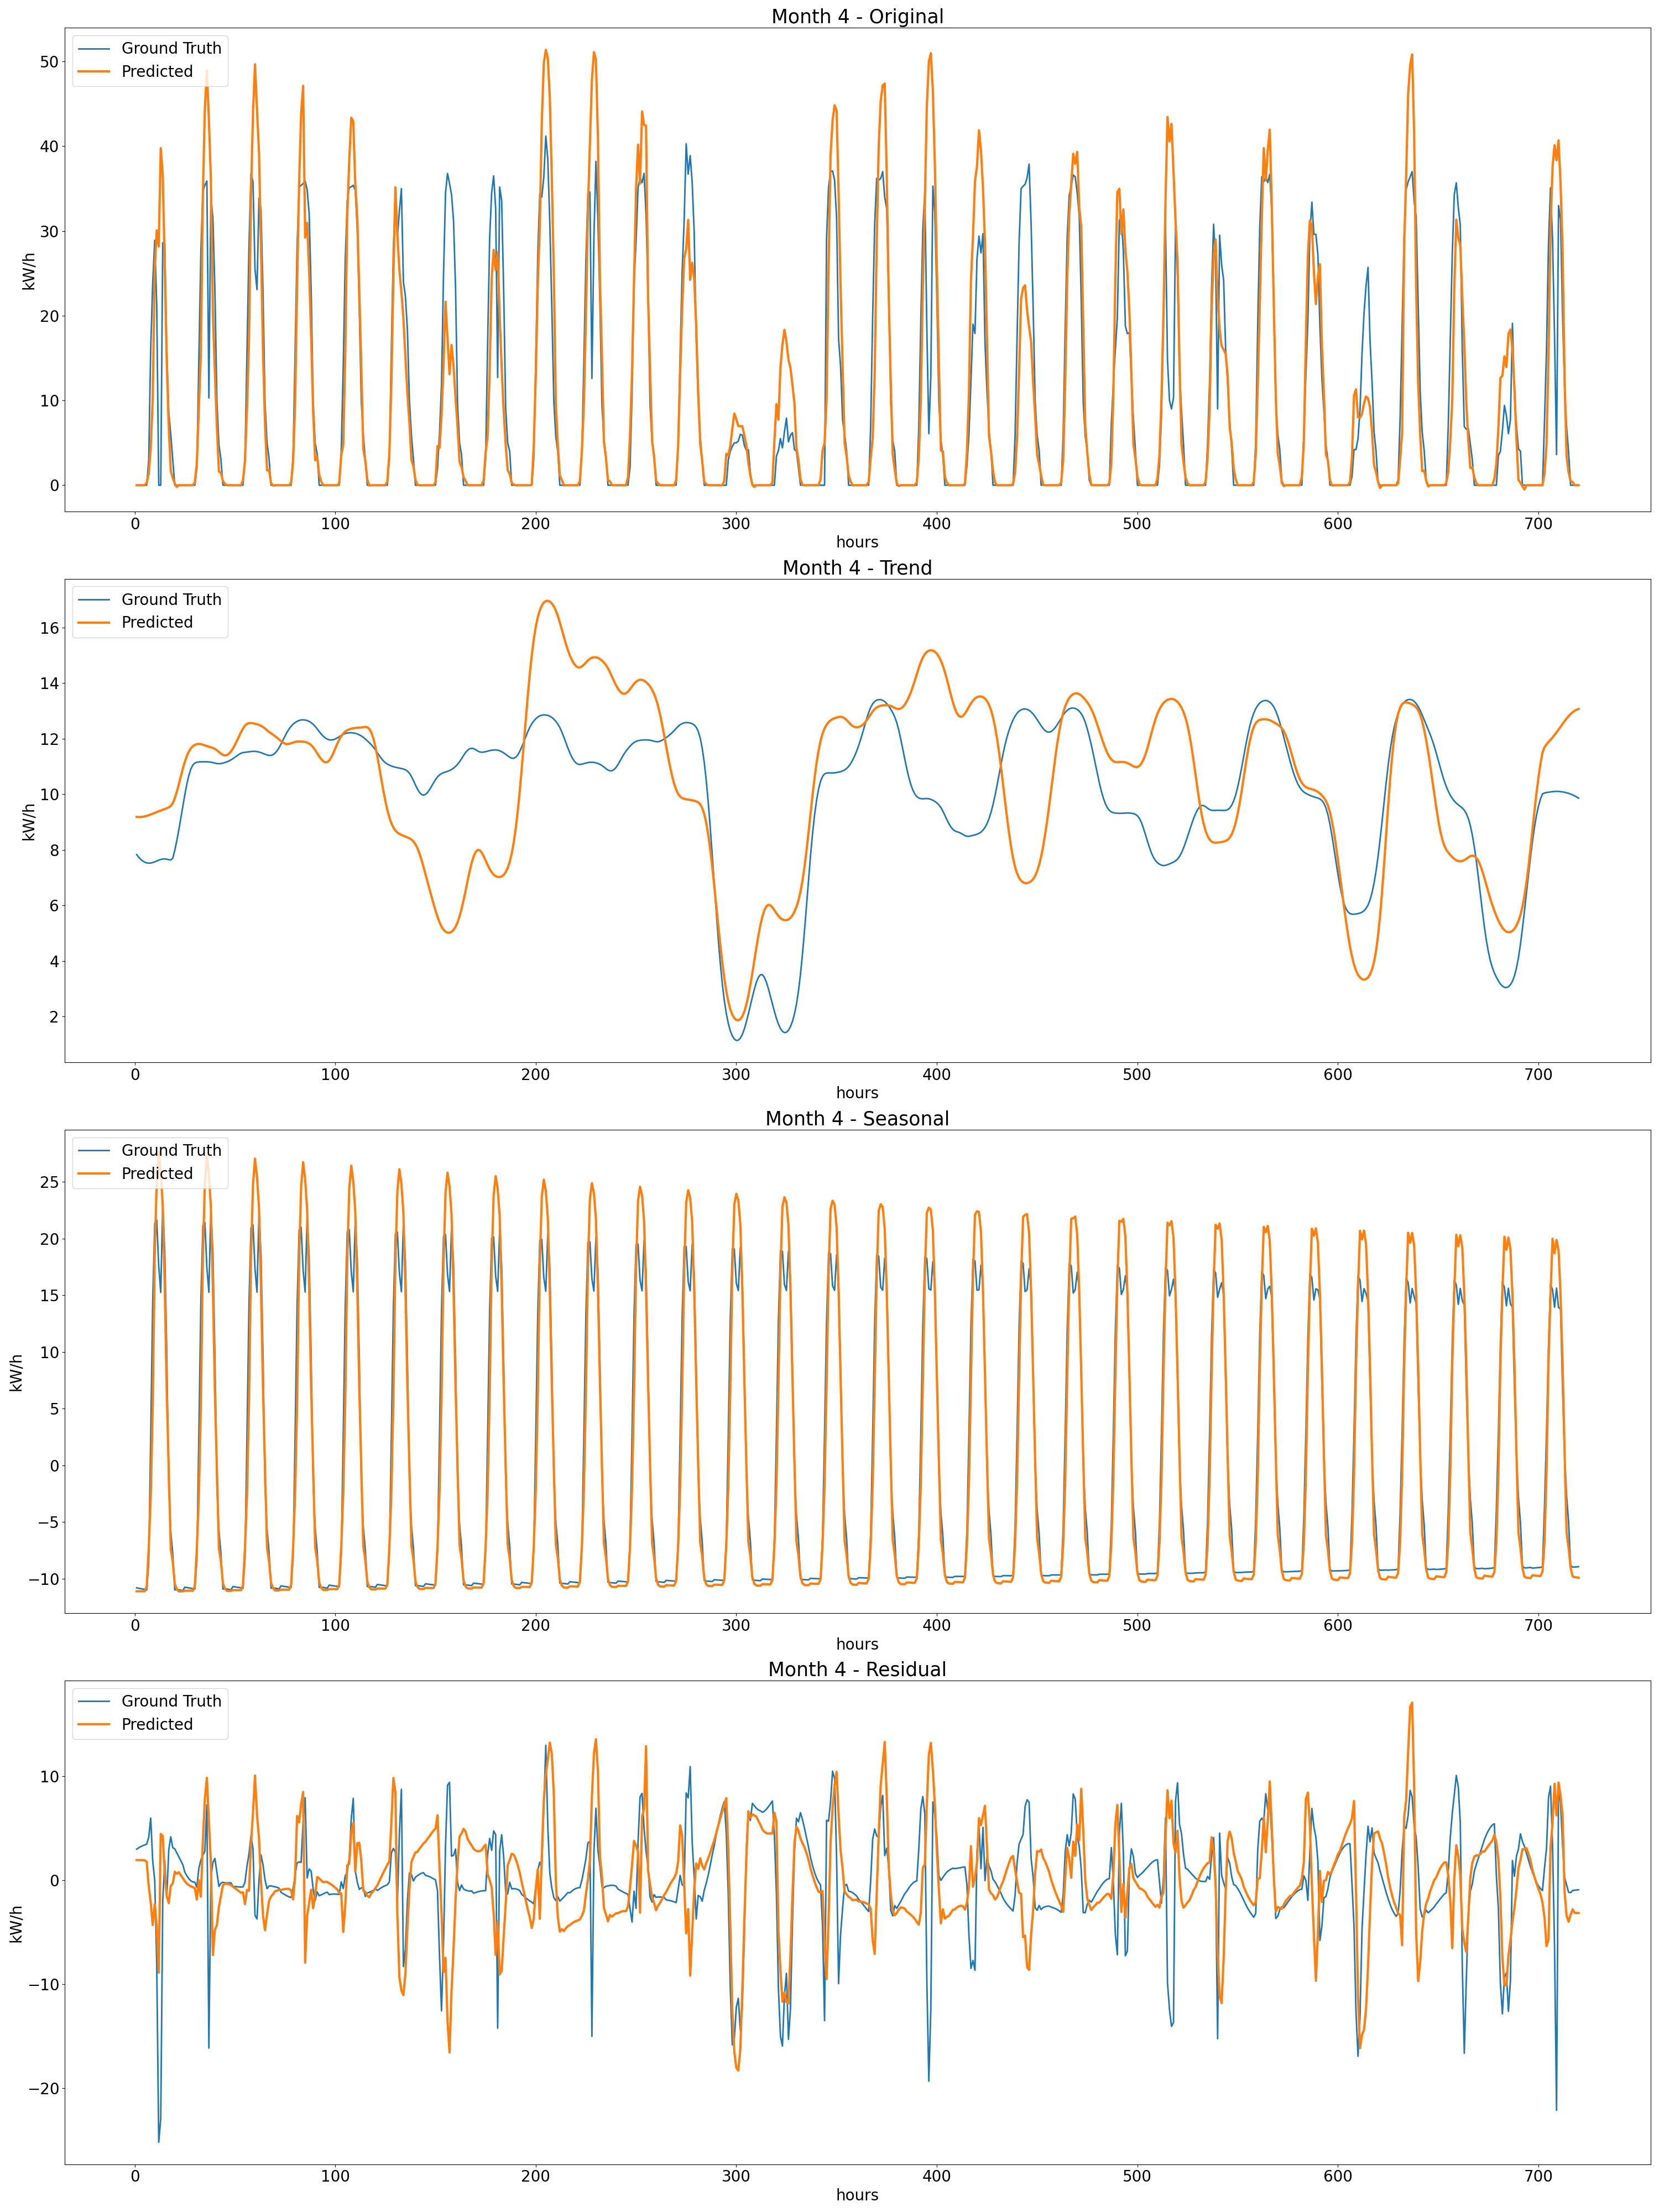 Month 4 - Original
Ground Truth
Predicted
50
40
30
20
10
0
kW/h
0 100 200 300 400 500 600 700
hours
Month 4 - Trend
Ground Truth
Predicted
16
14
12
10
8
6
4
2
kW/h
0 100 200 300 400 500 600 700
hours
Month 4 - Seasonal
Ground Truth
Predicted
25
20
15
10
5
0
−5
−10
kW/h
0 100 200 300 400 500 600 700
hours
Month 4 - Residual
Ground Truth
Predicted
10
0
−10
−20
kW/h
0 100 200 300 400 500 600 700
hours